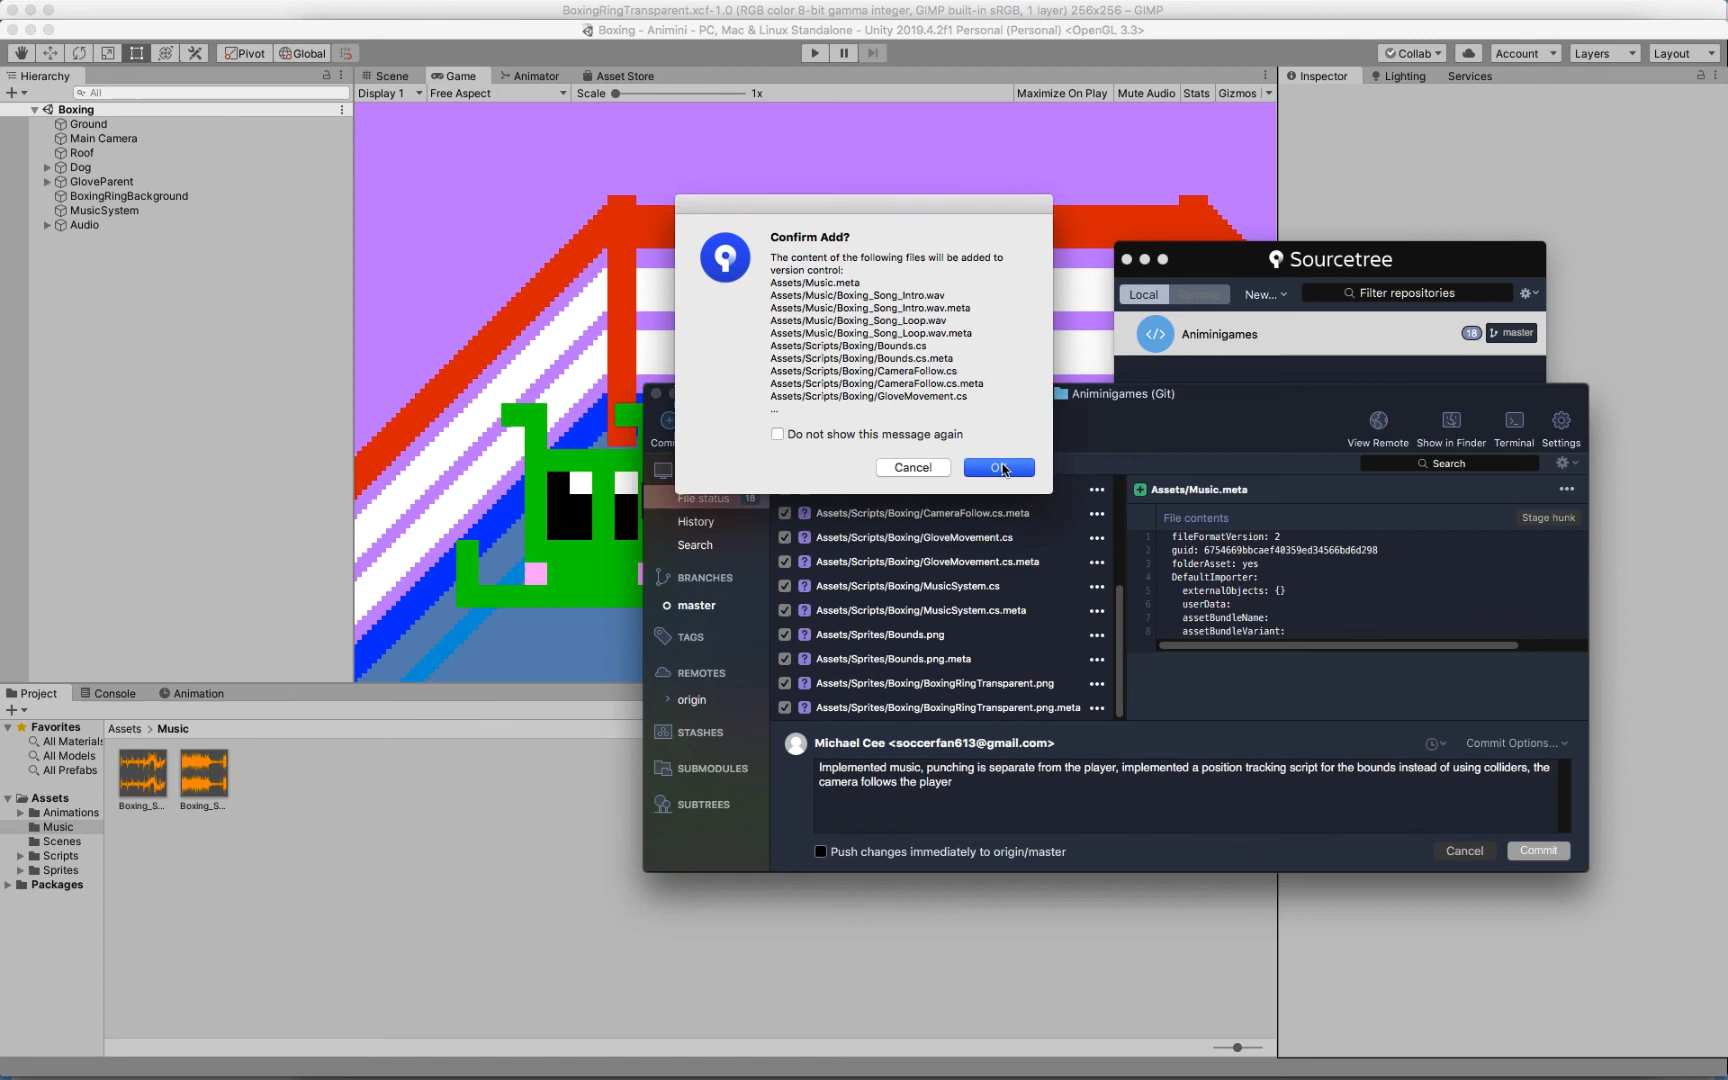 BoxingRingTransparent.xcf-1.0 (RGB color 8-bit gamma integer, GIMP built-in sRGB, 1 layer) 256x256 – GIMP
Boxing - Animini - PC, Mac & Linux Standalone - Unity 2019.4.2f1 Personal (Personal) <OpenGL 3.3>
Pivot Global Collab Account Layers Layout
Hierarchy Scene Game Animator Asset Store Inspector Lighting Services
All Display 1 Free Aspect Scale 1x Maximize On Play Mute Audio Stats Gizmos
Boxing
Ground
Main Camera
Roof
Dog
GloveParent
BoxingRingBackground
MusicSystem
Audio
Confirm Add?
The content of the following files will be added to
version control:
Assets/Music.meta
Assets/Music/Boxing_Song_Intro.wav
Assets/Music/Boxing_Song_Intro.wav.meta
Assets/Music/Boxing_Song_Loop.wav
Assets/Music/Boxing_Song_Loop.wav.meta
Assets/Scripts/Boxing/Bounds.cs
Assets/Scripts/Boxing/Bounds.cs.meta
Assets/Scripts/Boxing/CameraFollow.cs
Assets/Scripts/Boxing/CameraFollow.cs.meta
Assets/Scripts/Boxing/GloveMovement.cs
...
Do not show this message again
Cancel
Sourcetree
Local Remote New... Filter repositories
Animinigames 18 master
Animinigames (Git)
View Remote Show in Finder Terminal Settings
Search
File status 18
History
Search
BRANCHES
master
TAGS
REMOTES
origin
STASHES
SUBMODULES
SUBTREES
Assets/Scripts/Boxing/CameraFollow.cs.meta
Assets/Scripts/Boxing/GloveMovement.cs
Assets/Scripts/Boxing/GloveMovement.cs.meta
Assets/Scripts/Boxing/MusicSystem.cs
Assets/Scripts/Boxing/MusicSystem.cs.meta
Assets/Sprites/Bounds.png
Assets/Sprites/Bounds.png.meta
Assets/Sprites/Boxing/BoxingRingTransparent.png
Assets/Sprites/Boxing/BoxingRingTransparent.png.meta
Assets/Music.meta
File contents Stage hunk
1 fileFormatVersion: 2
2 guid: 6754669bbcaef40359ed34566bd6d298
3 folderAsset: yes
4 DefaultImporter:
5 externalObjects: {}
6 userData:
7 assetBundleName:
8 assetBundleVariant:
Michael Cee <soccerfan613@gmail.com> Commit Options...
Implemented music, punching is separate from the player, implemented a position tracking script for the bounds instead of using colliders, the
camera follows the player
Push changes immediately to origin/master Cancel Commit
Project Console Animation
Favorites
All Materials
All Models
All Prefabs
Assets
Animations
Music
Scenes
Scripts
Sprites
Packages
Assets > Music
Boxing_S... Boxing_S...